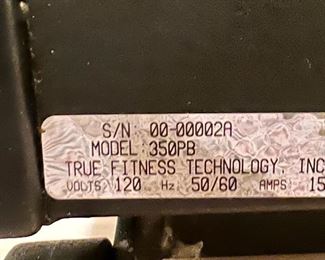 S/N: 00-00002A
MODEL: 350PB
TRUE FITNESS TECHNOLOGY, INC
VOLTS: 120 Hz: 50/60 AMPS: 15